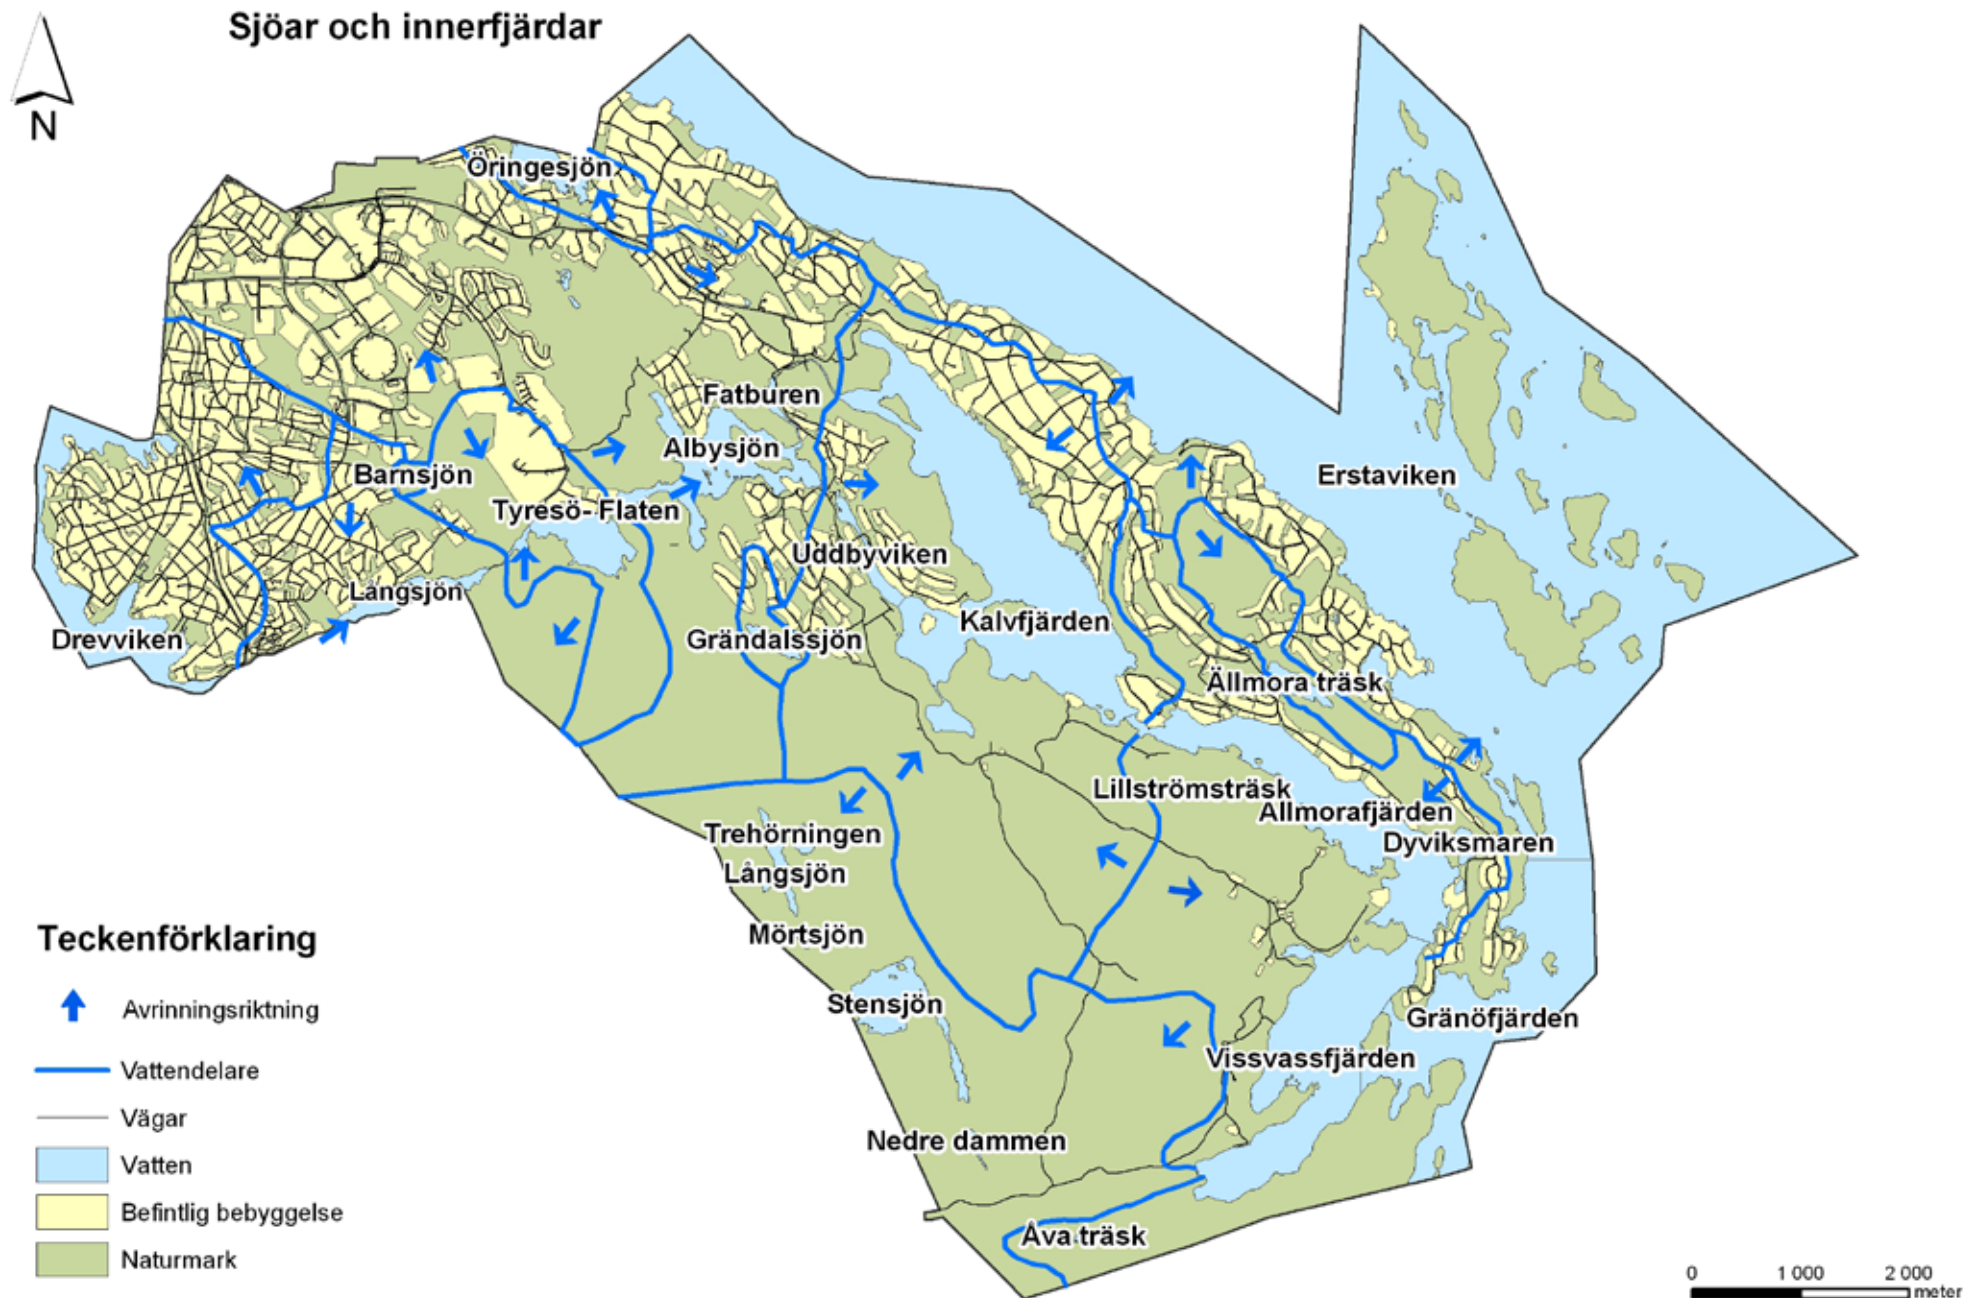 Sjöar och innerfjärdar
N
Öringesjön
Fatburen
Albysjön
Barnsjön
Erstaviken
Tyresö- Flaten
Uddbyviken
Långsjön
Kalvfjärden
Drevviken
Grändalssjön
Ällmora träsk
Lillströmsträsk
Allmorafjärden
Trehörningen
Dyviksmaren
Långsjön
Mörtsjön
Stensjön
Gränöfjärden
Vissvassfjärden
Nedre dammen
Åva träsk
Teckenförklaring
Avrinningsriktning
Vattendelare
Vägar
Vatten
Befintlig bebyggelse
Naturmark
0 1 000 2 000
meter